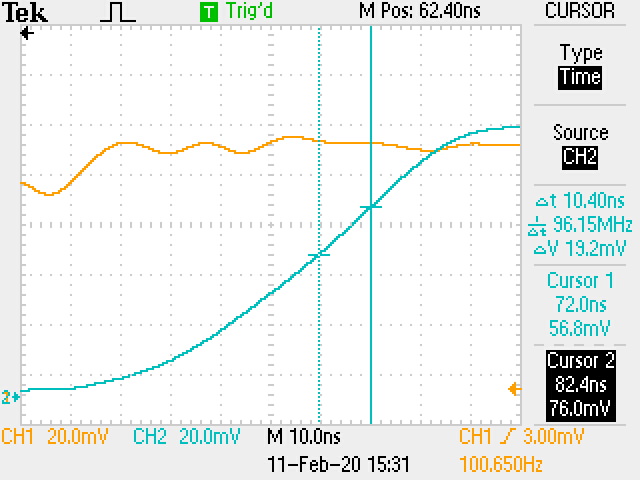 Tek T Trig'd M Pos: 62.40ns CURSOR
Type
Time
Source
CH2
Δt 10.40ns
1/Δt 96.15MHz
ΔV 19.2mV
Cursor 1
72.0ns
56.8mV
Cursor 2
82.4ns
76.0mV
2
CH1 20.0mV CH2 20.0mV M 10.0ns CH1 3.00mV
11-Feb-20 15:31 100.650Hz